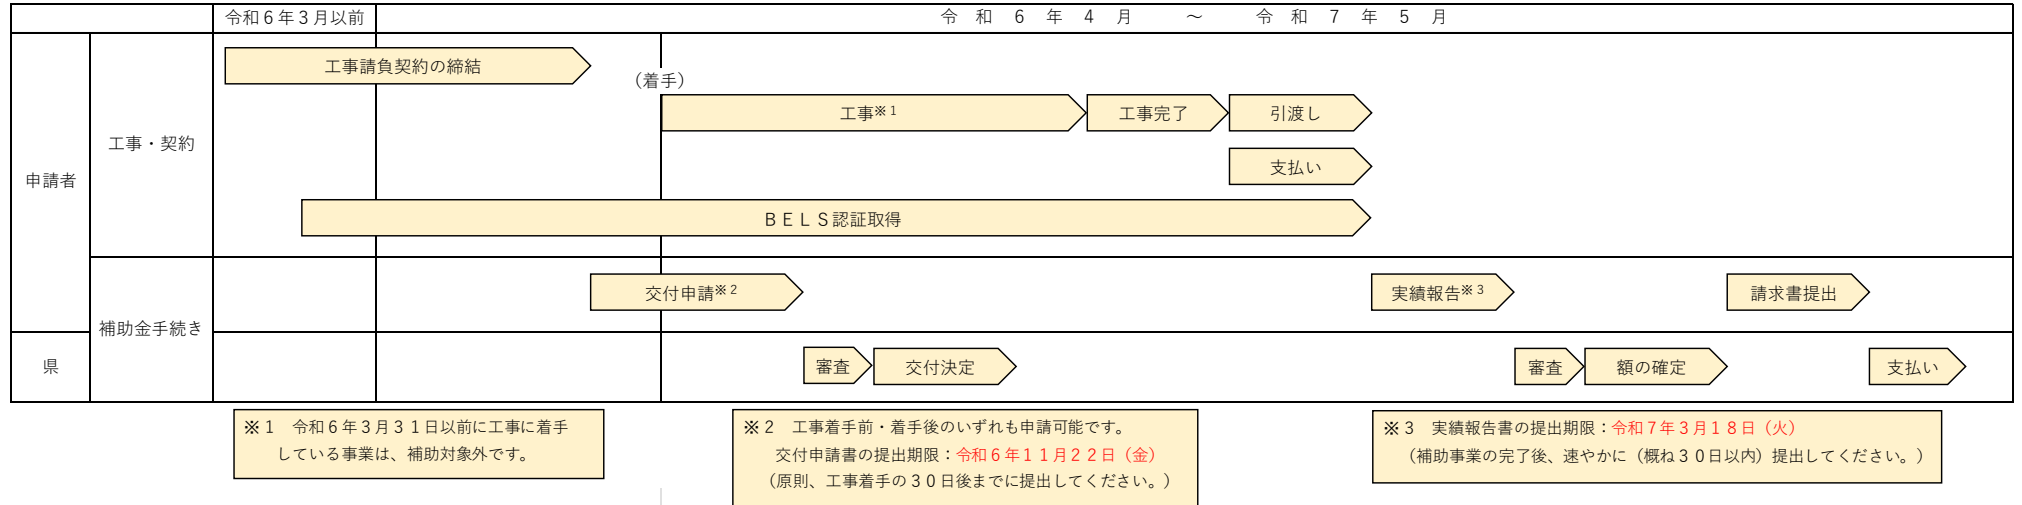 令和６年３月以前
令和６年４月　～　令和７年５月
工事請負契約の締結
（着手）
工事※１
工事完了
引渡し
工事・契約
支払い
申請者
ＢＥＬＳ認証取得
交付申請※２
実績報告※３
請求書提出
補助金手続き
県
審査
交付決定
審査
額の確定
支払い
※１　令和６年３月３１日以前に工事に着手
している事業は、補助対象外です。
※２　工事着手前・着手後のいずれも申請可能です。
交付申請書の提出期限：令和６年１１月２２日（金）
（原則、工事着手の３０日後までに提出してください。）
※３　実績報告書の提出期限：令和７年３月１８日（火）
（補助事業の完了後、速やかに（概ね３０日以内）提出してください。）